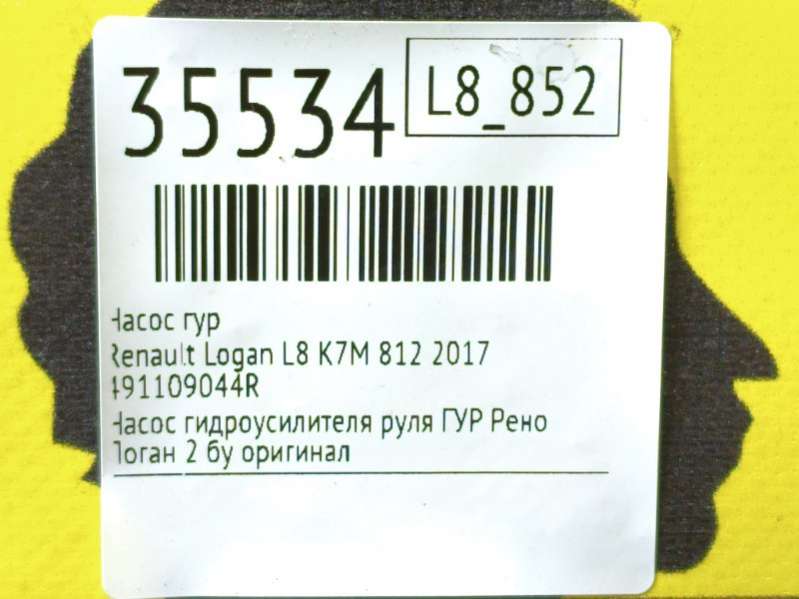 35534
L8_852
Насос гур
Renault Logan L8 K7M 812 2017
491109044R
Насос гидроусилителя руля ГУР Рено
Логан 2 бу оригинал